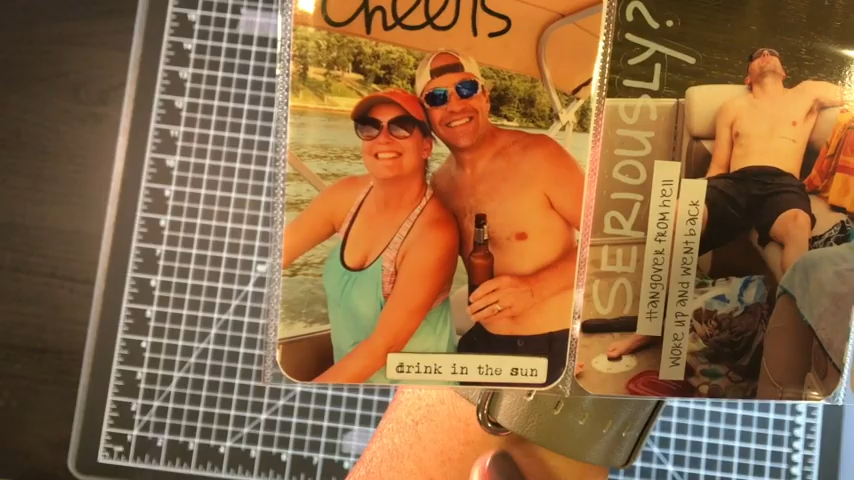 cheers
drink in the sun
SERIOUSLY?
Hangover from hell
woke up and went back